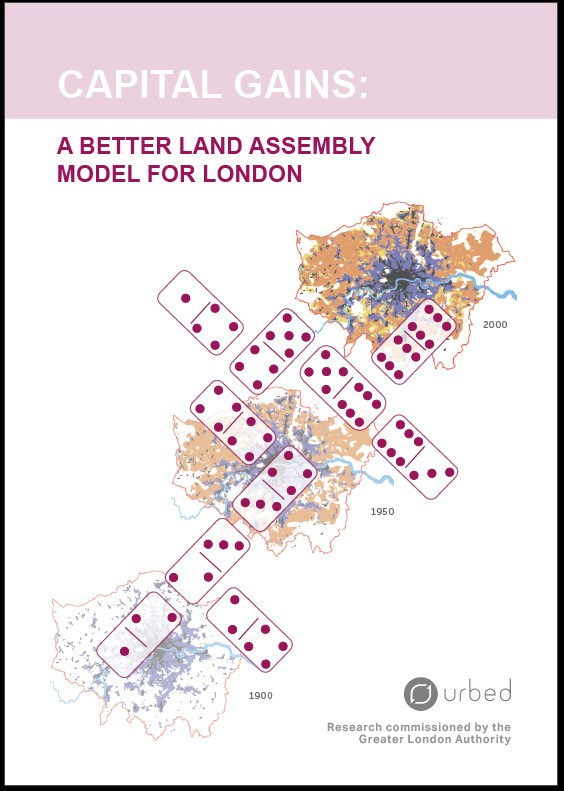 CAPITAL GAINS:
A BETTER LAND ASSEMBLY
MODEL FOR LONDON
2000
1950
1900
urbed
Research commissioned by the
Greater London Authority